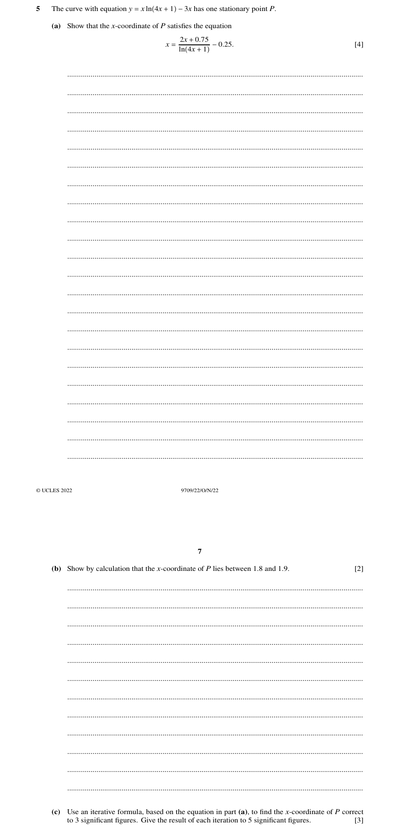 5 The curve with equation y = x ln(4x + 1) − 3x has one stationary point P.
(a) Show that the x-coordinate of P satisfies the equation
x = (2x + 0.75)/(ln(4x + 1)) − 0.25. [4]
© UCLES 2022 9709/22/O/N/22
7
(b) Show by calculation that the x-coordinate of P lies between 1.8 and 1.9. [2]
(c) Use an iterative formula, based on the equation in part (a), to find the x-coordinate of P correct
to 3 significant figures. Give the result of each iteration to 5 significant figures. [3]